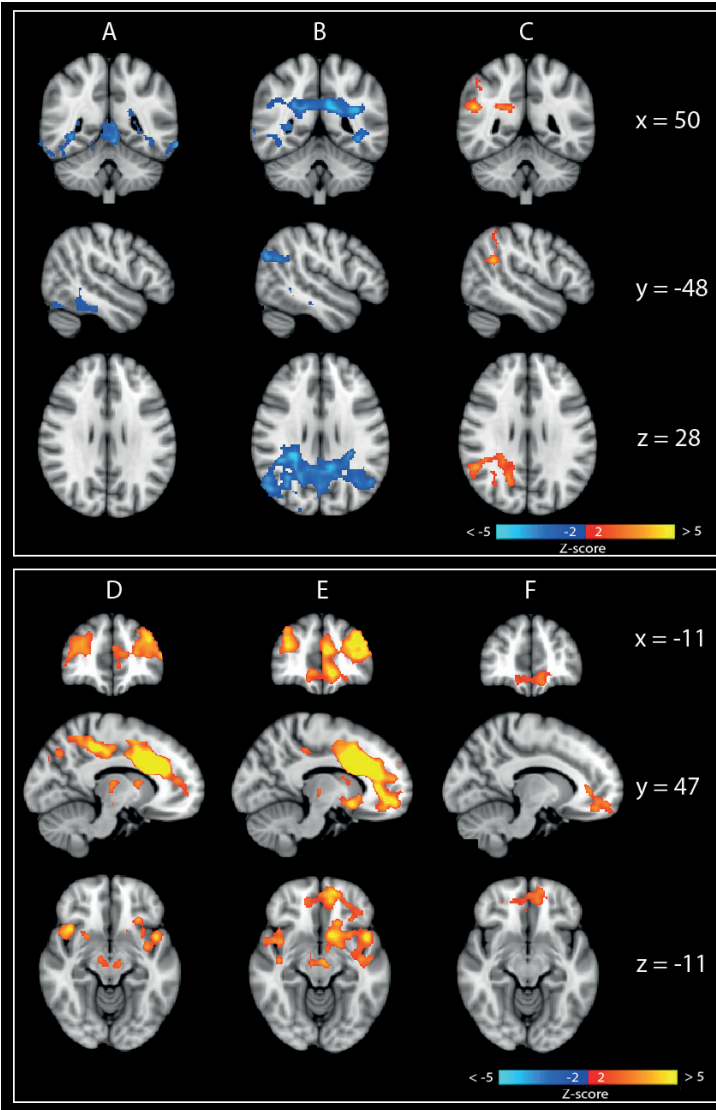 A B C
x = 50
y = -48
z = 28
< -5 -2 2 > 5
Z-score
D E F
x = -11
y = 47
z = -11
< -5 -2 2 > 5
Z-score